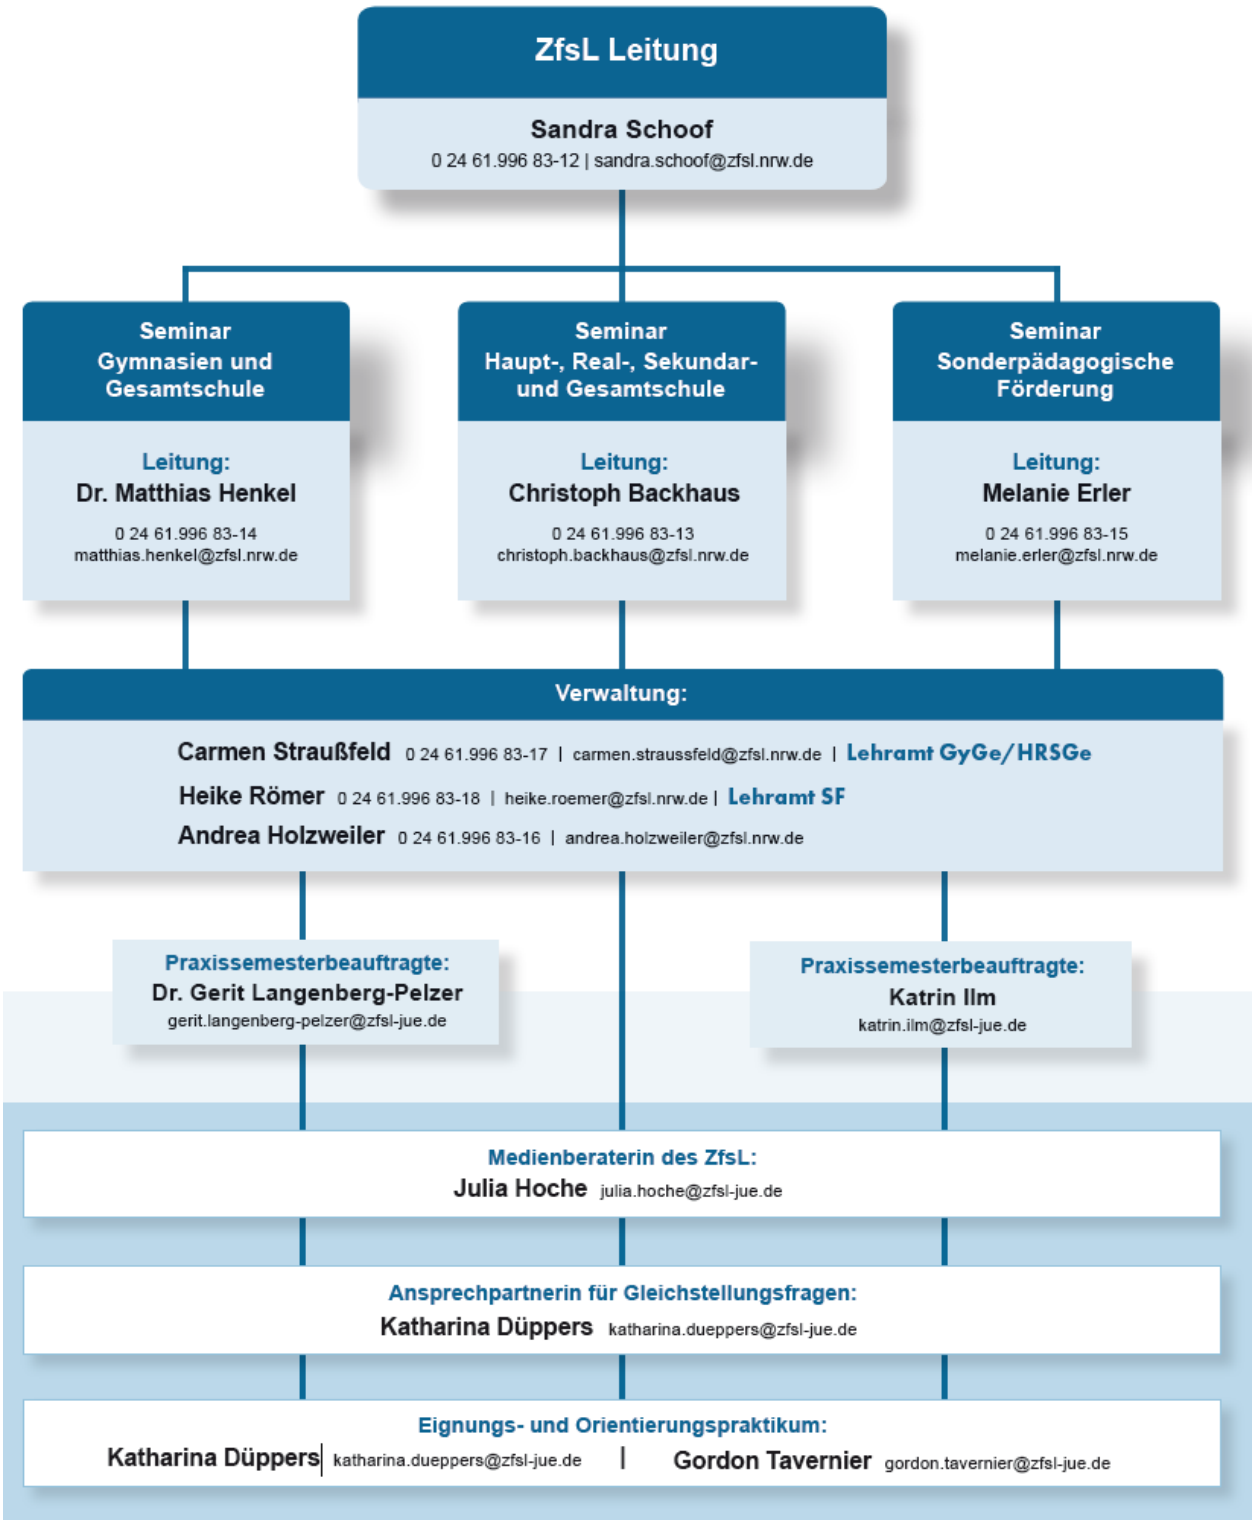 ZfsL Leitung
Sandra Schoof
0 24 61.996 83-12 | sandra.schoof@zfsl.nrw.de
Seminar
Gymnasien und
Gesamtschule
Leitung:
Dr. Matthias Henkel
0 24 61.996 83-14
matthias.henkel@zfsl.nrw.de
Seminar
Haupt-, Real-, Sekundar-
und Gesamtschule
Leitung:
Christoph Backhaus
0 24 61.996 83-13
christoph.backhaus@zfsl.nrw.de
Seminar
Sonderpädagogische
Förderung
Leitung:
Melanie Erler
0 24 61.996 83-15
melanie.erler@zfsl.nrw.de
Verwaltung:
Carmen Straußfeld 0 24 61.996 83-17 | carmen.straussfeld@zfsl.nrw.de | Lehramt GyGe/HRSGe
Heike Römer 0 24 61.996 83-18 | heike.roemer@zfsl.nrw.de | Lehramt SF
Andrea Holzweiler 0 24 61.996 83-16 | andrea.holzweiler@zfsl.nrw.de
Praxissemesterbeauftragte:
Dr. Gerit Langenberg-Pelzer
gerit.langenberg-pelzer@zfsl-jue.de
Praxissemesterbeauftragte:
Katrin Ilm
katrin.ilm@zfsl-jue.de
Medienberaterin des ZfsL:
Julia Hoche julia.hoche@zfsl-jue.de
Ansprechpartnerin für Gleichstellungsfragen:
Katharina Düppers katharina.dueppers@zfsl-jue.de
Eignungs- und Orientierungspraktikum:
Katharina Düppers| katharina.dueppers@zfsl-jue.de | Gordon Tavernier gordon.tavernier@zfsl-jue.de